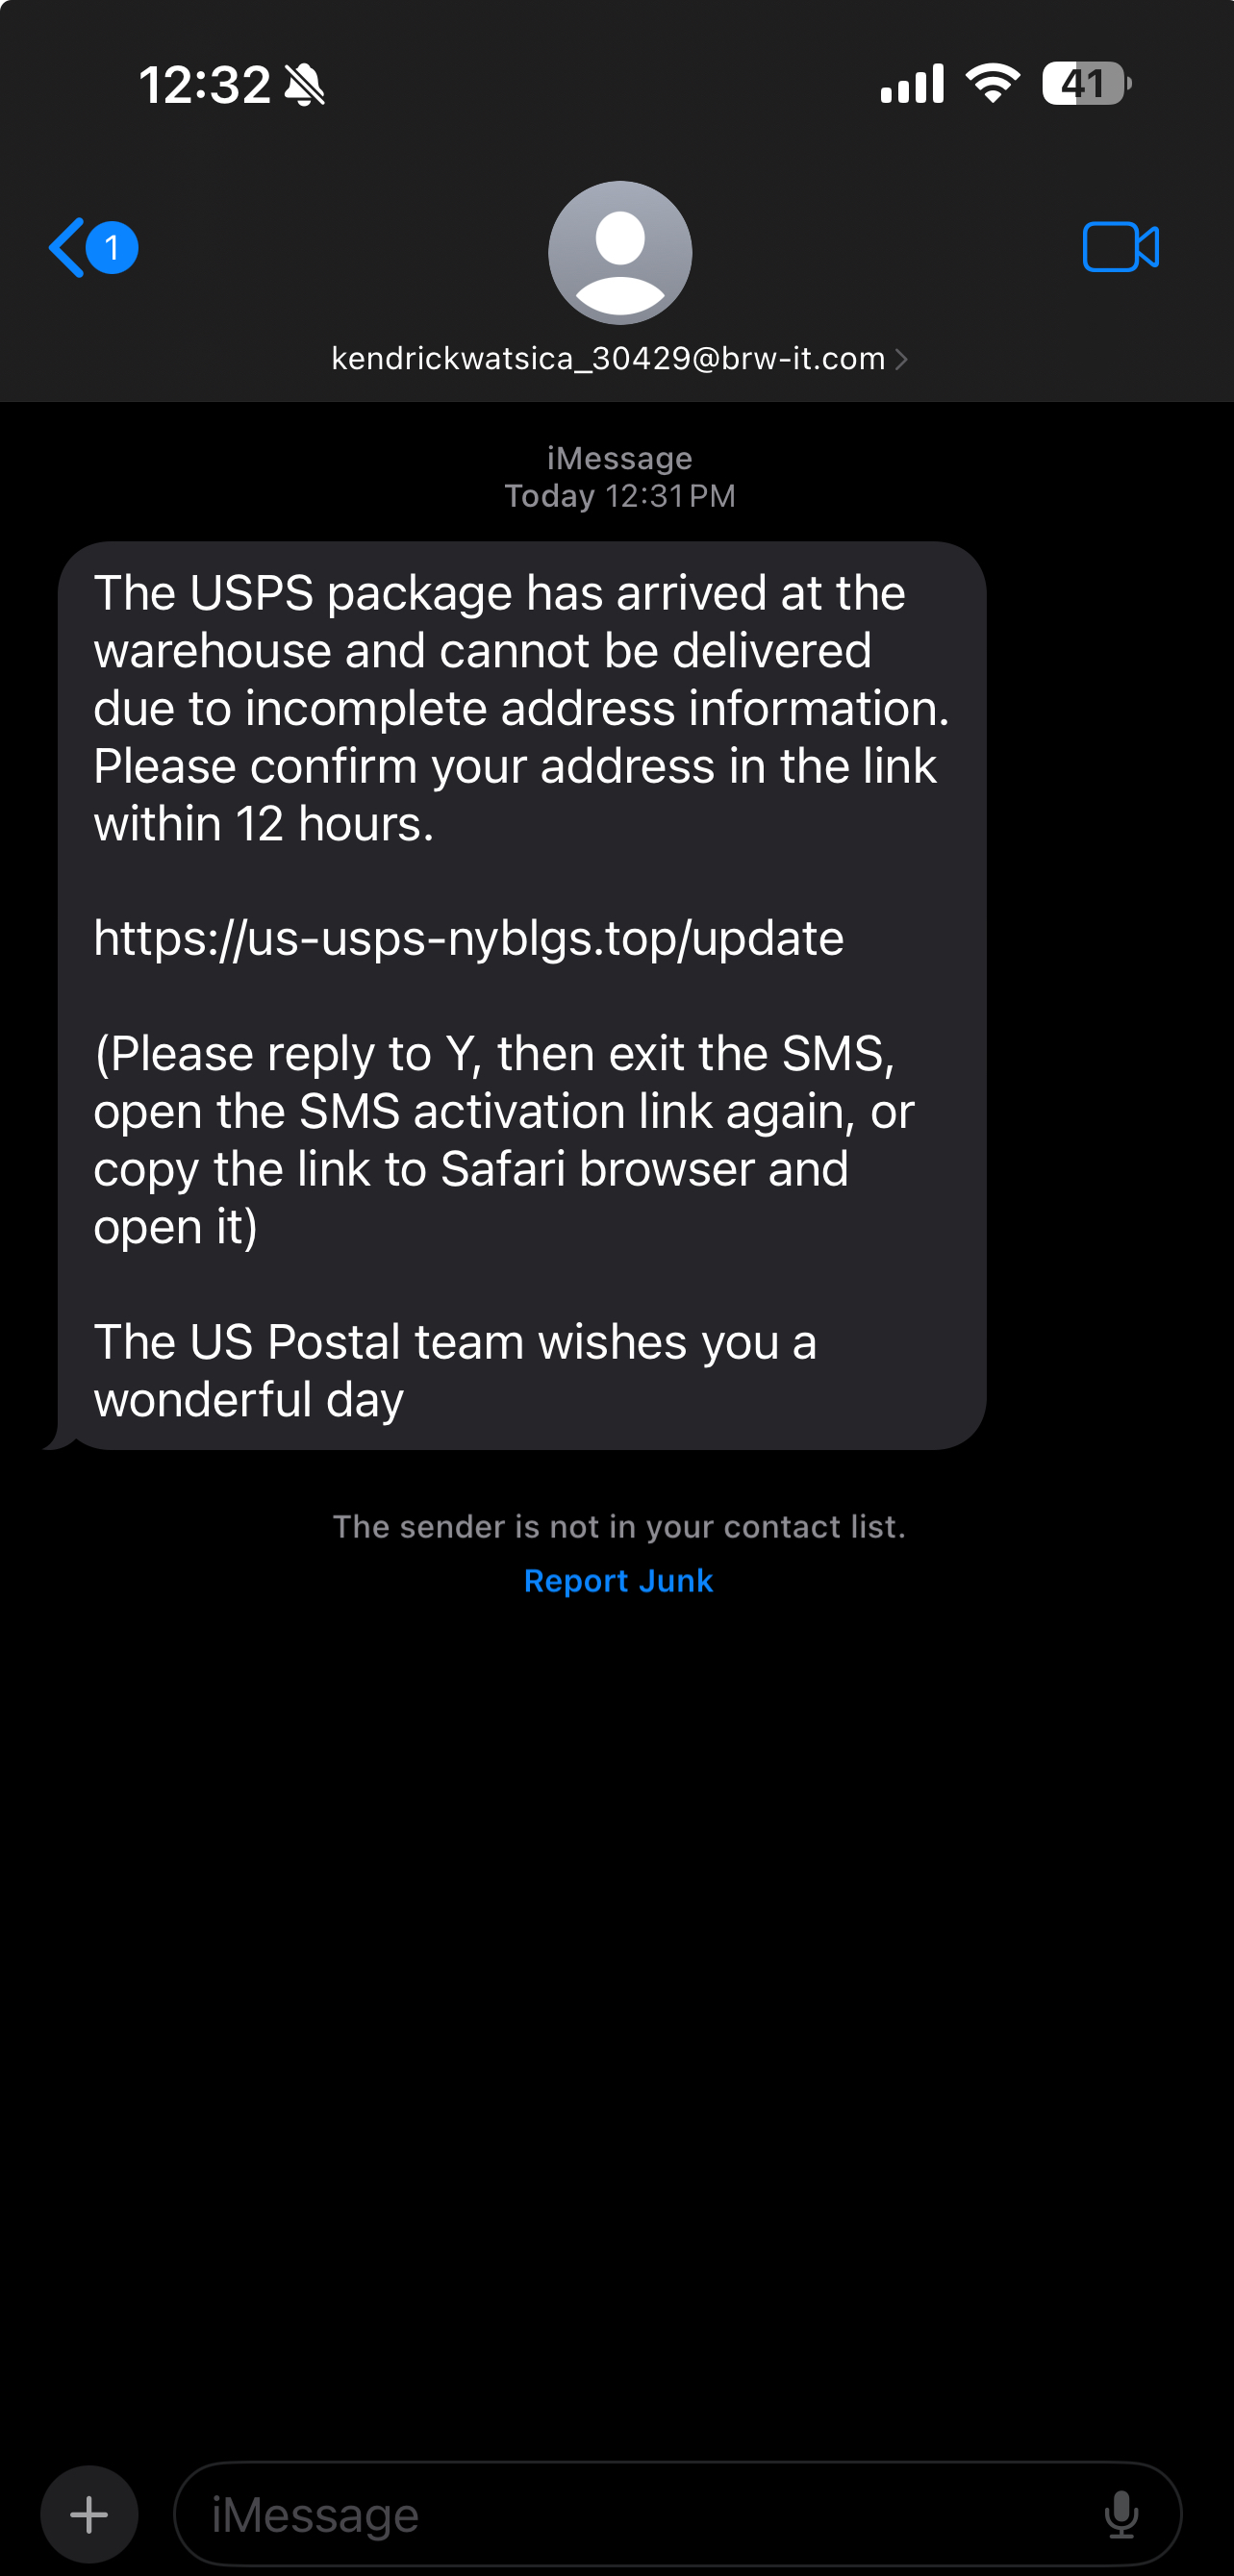 12:32
41
1
kendrickwatsica_30429@brw-it.com
iMessage
Today 12:31 PM
The USPS package has arrived at the
warehouse and cannot be delivered
due to incomplete address information.
Please confirm your address in the link
within 12 hours.
https://us-usps-nyblgs.top/update
(Please reply to Y, then exit the SMS,
open the SMS activation link again, or
copy the link to Safari browser and
open it)
The US Postal team wishes you a
wonderful day
The sender is not in your contact list.
Report Junk
iMessage